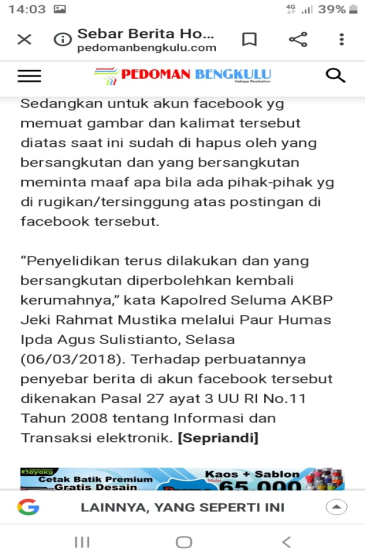 14:03 4G 39%
Sebar Berita Ho...
pedomanbengkulu.com
PEDOMAN BENGKULU
Sedangkan untuk akun facebook yg
memuat gambar dan kalimat tersebut
diatas saat ini sudah di hapus oleh yang
bersangkutan dan yang bersangkutan
meminta maaf apa bila ada pihak-pihak yg
di rugikan/tersinggung atas postingan di
facebook tersebut.
“Penyelidikan terus dilakukan dan yang
bersangkutan diperbolehkan kembali
kerumahnya,” kata Kapolred Seluma AKBP
Jeki Rahmat Mustika melalui Paur Humas
Ipda Agus Sulistianto, Selasa
(06/03/2018). Terhadap perbuatannya
penyebar berita di akun facebook tersebut
dikenakan Pasal 27 ayat 3 UU RI No.11
Tahun 2008 tentang Informasi dan
Transaksi elektronik. [Sepriandi]
Cetak Batik Premium
Gratis Desain
Kaos + Sablon
65.000
LAINNYA, YANG SEPERTI INI